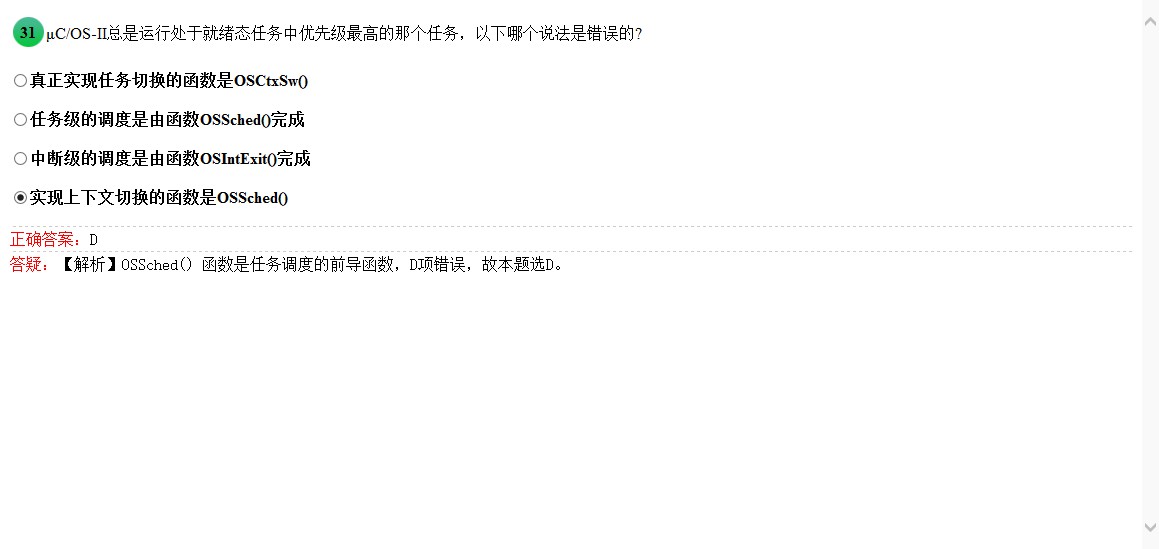 31 μC/OS-II总是运行处于就绪态任务中优先级最高的那个任务，以下哪个说法是错误的?
真正实现任务切换的函数是OSCtxSw()
任务级的调度是由函数OSSched()完成
中断级的调度是由函数OSIntExit()完成
实现上下文切换的函数是OSSched()
正确答案：D
答疑：【解析】OSSched() 函数是任务调度的前导函数，D项错误，故本题选D。